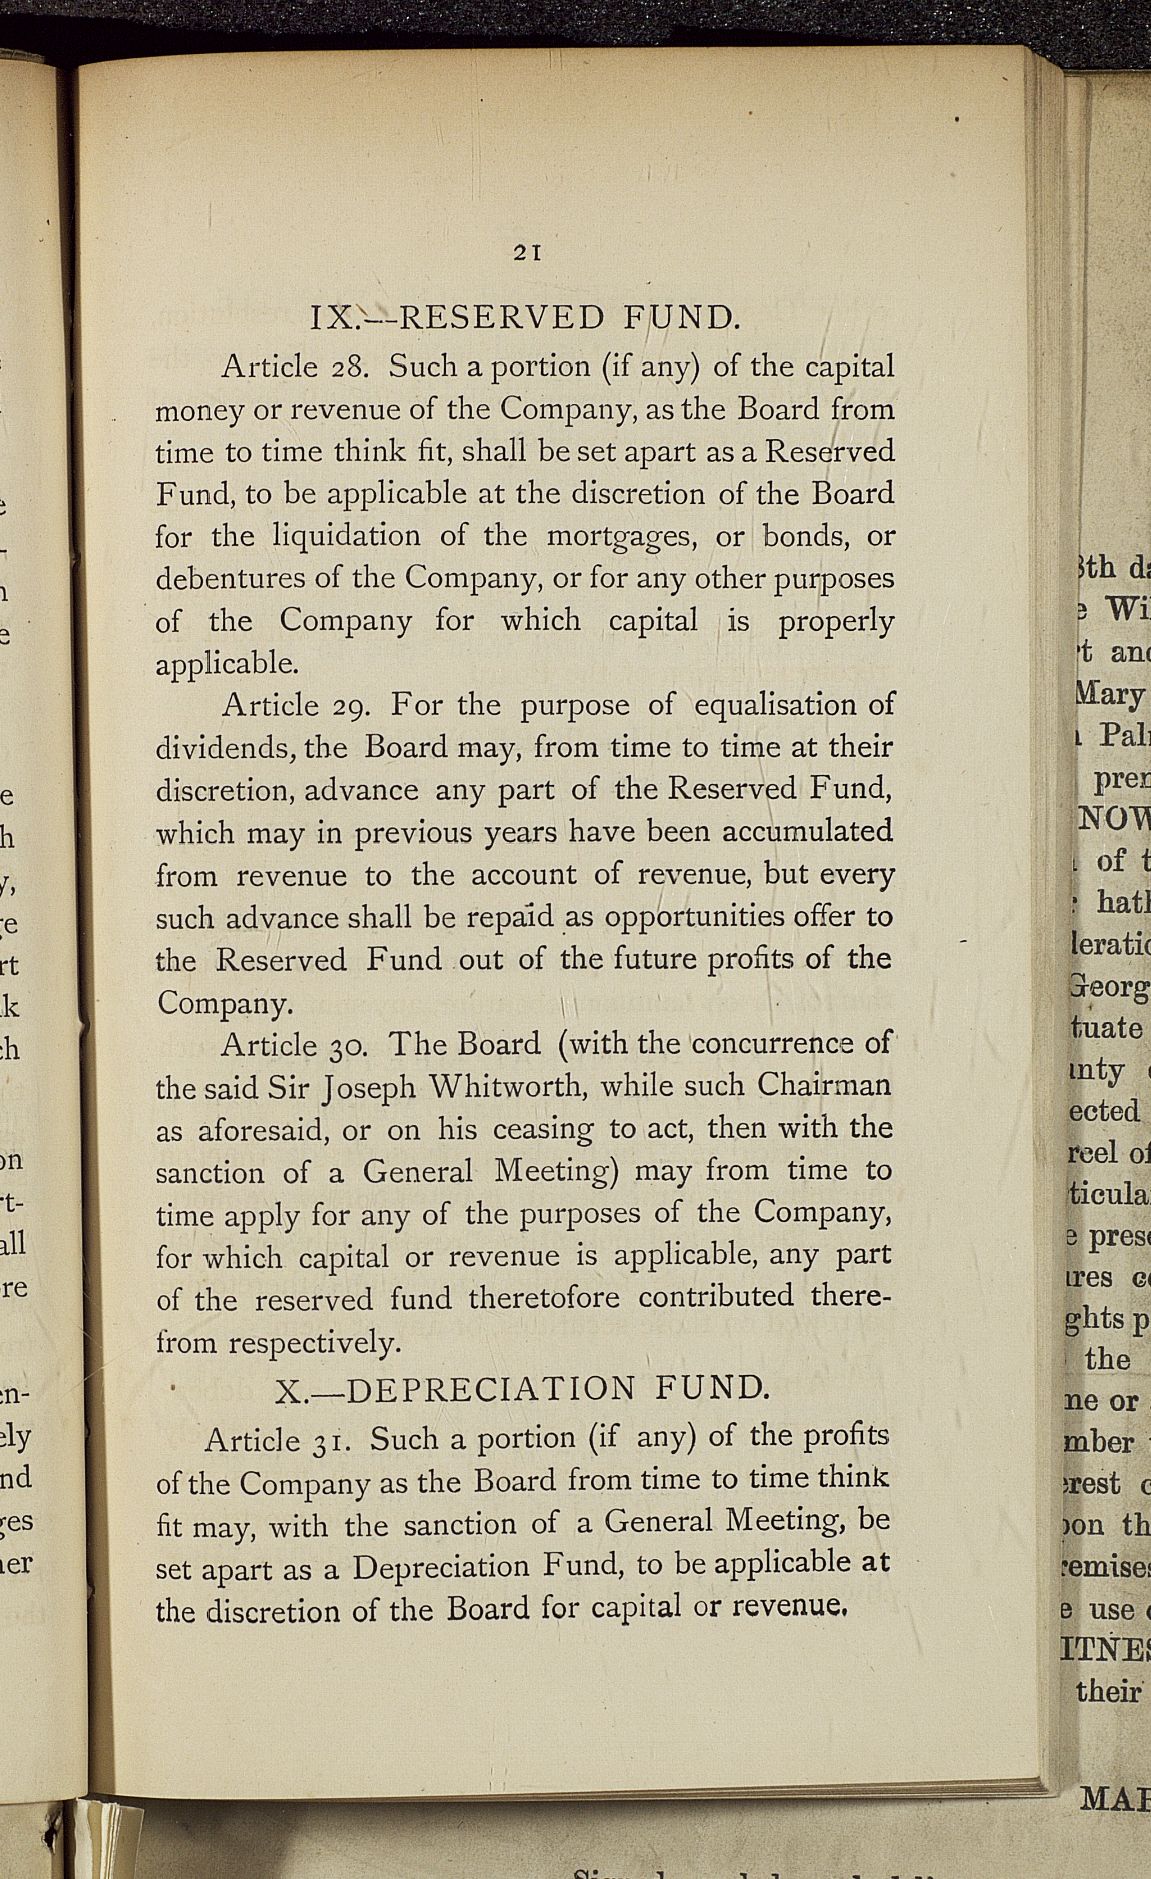 21
IX.—RESERVED FUND.
Article 28. Such a portion (if any) of the capital
money or revenue of the Company, as the Board from
time to time think fit, shall be set apart as a Reserved
Fund, to be applicable at the discretion of the Board
for the liquidation of the mortgages, or bonds, or
debentures of the Company, or for any other purposes
of the Company for which capital is properly
applicable.
Article 29. For the purpose of equalisation of
dividends, the Board may, from time to time at their
discretion, advance any part of the Reserved Fund,
which may in previous years have been accumulated
from revenue to the account of revenue, but every
such advance shall be repaid as opportunities offer to
the Reserved Fund out of the future profits of the
Company.
Article 30. The Board (with the concurrence of
the said Sir Joseph Whitworth, while such Chairman
as aforesaid, or on his ceasing to act, then with the
sanction of a General Meeting) may from time to
time apply for any of the purposes of the Company,
for which capital or revenue is applicable, any part
of the reserved fund theretofore contributed there-
from respectively.
X.—DEPRECIATION FUND.
Article 31. Such a portion (if any) of the profits
of the Company as the Board from time to time think
fit may, with the sanction of a General Meeting, be
set apart as a Depreciation Fund, to be applicable at
the discretion of the Board for capital or revenue.
Mary
of
the
or
use
their